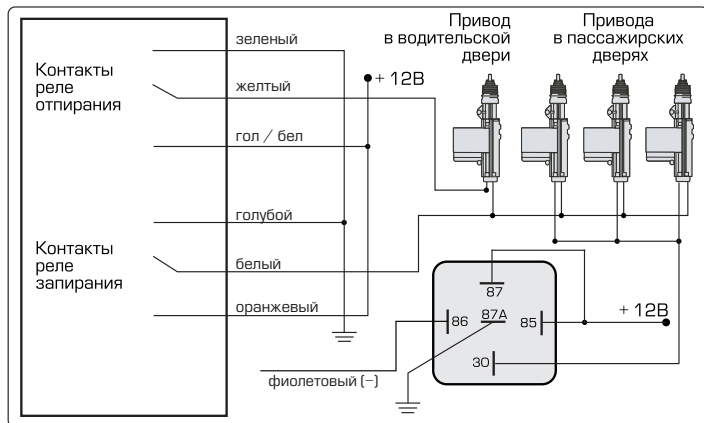 Контакты
реле
отпирания
Контакты
реле
запирания
зеленый
желтый
гол / бел
голубой
белый
оранжевый
фиолетовый (–)
+ 12В
Привод
в водительской
двери
Привода
в пассажирских
дверях
87
86
87А
85
30
+ 12В